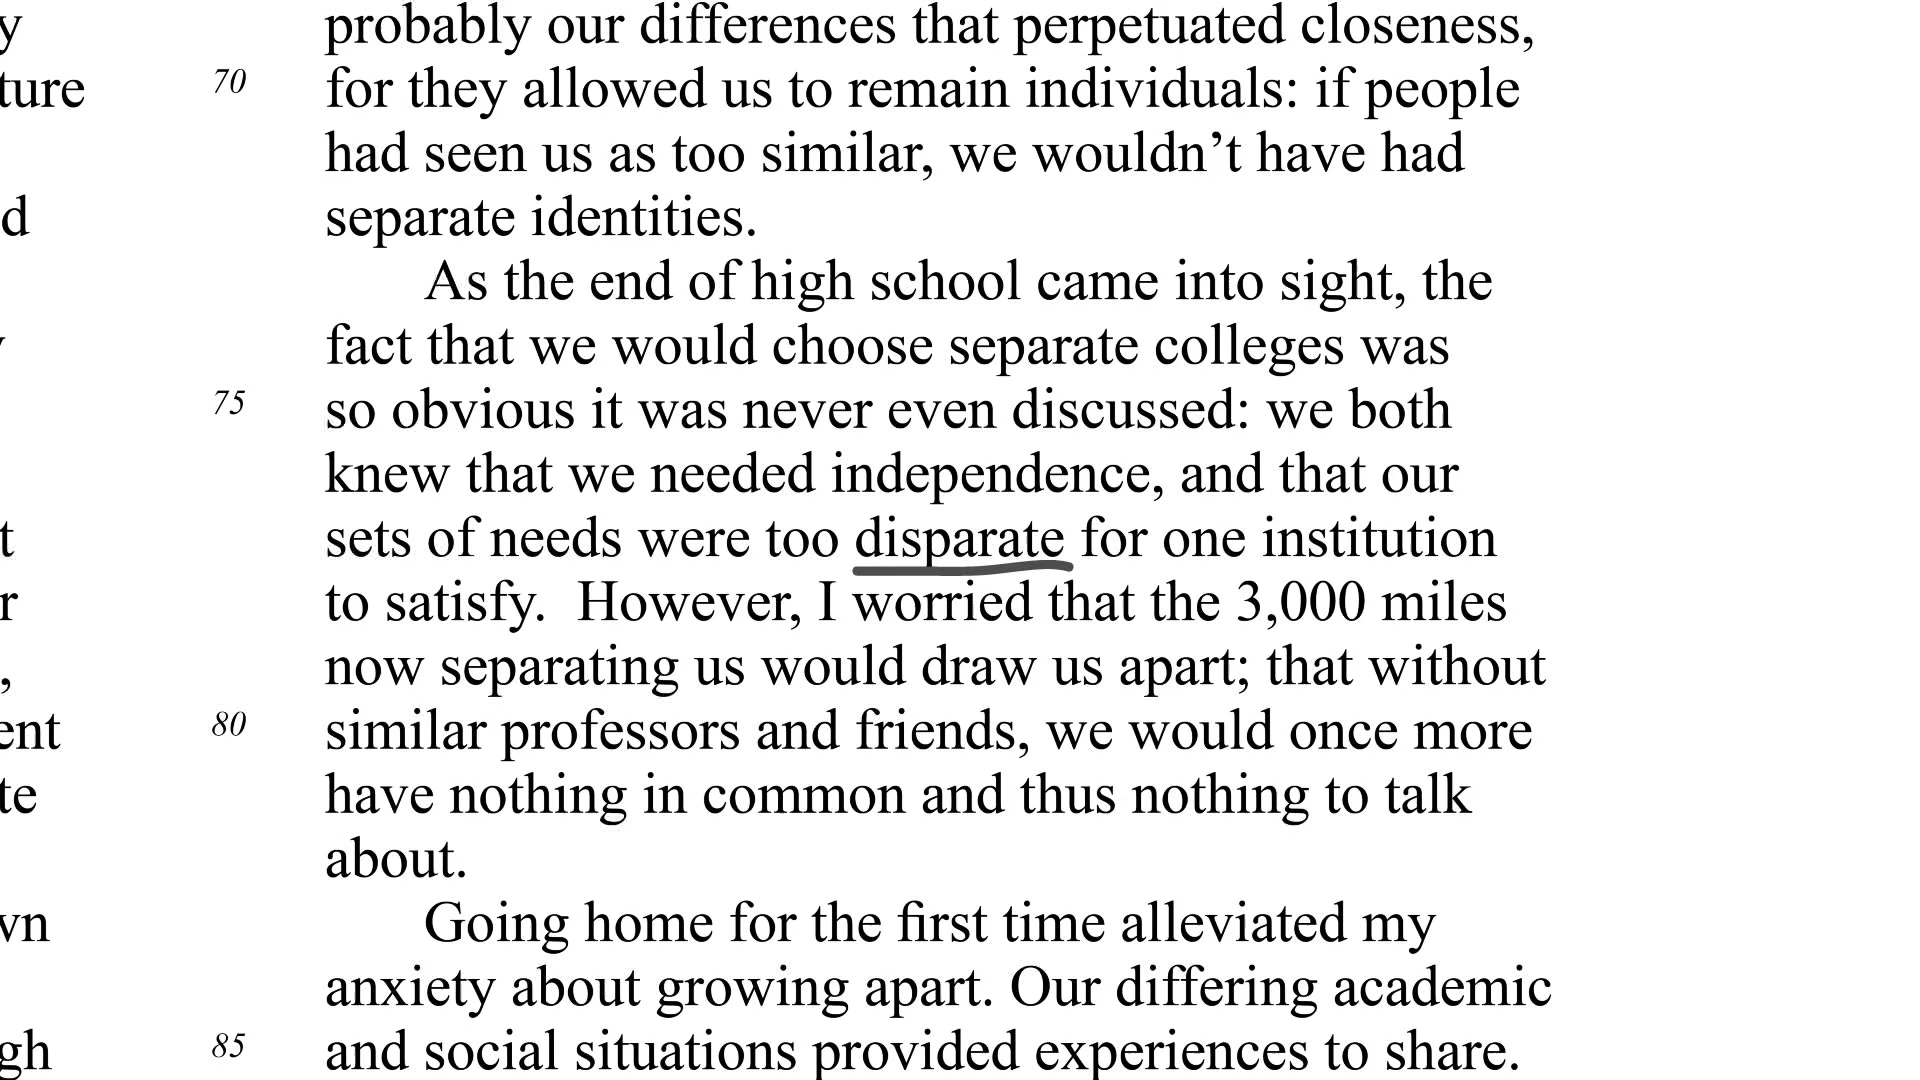 probably our differences that perpetuated closeness,
70 for they allowed us to remain individuals: if people
had seen us as too similar, we wouldn’t have had
separate identities.
As the end of high school came into sight, the
fact that we would choose separate colleges was
75 so obvious it was never even discussed: we both
knew that we needed independence, and that our
sets of needs were too disparate for one institution
to satisfy. However, I worried that the 3,000 miles
now separating us would draw us apart; that without
80 similar professors and friends, we would once more
have nothing in common and thus nothing to talk
about.
Going home for the first time alleviated my
anxiety about growing apart. Our differing academic
85 and social situations provided experiences to share.